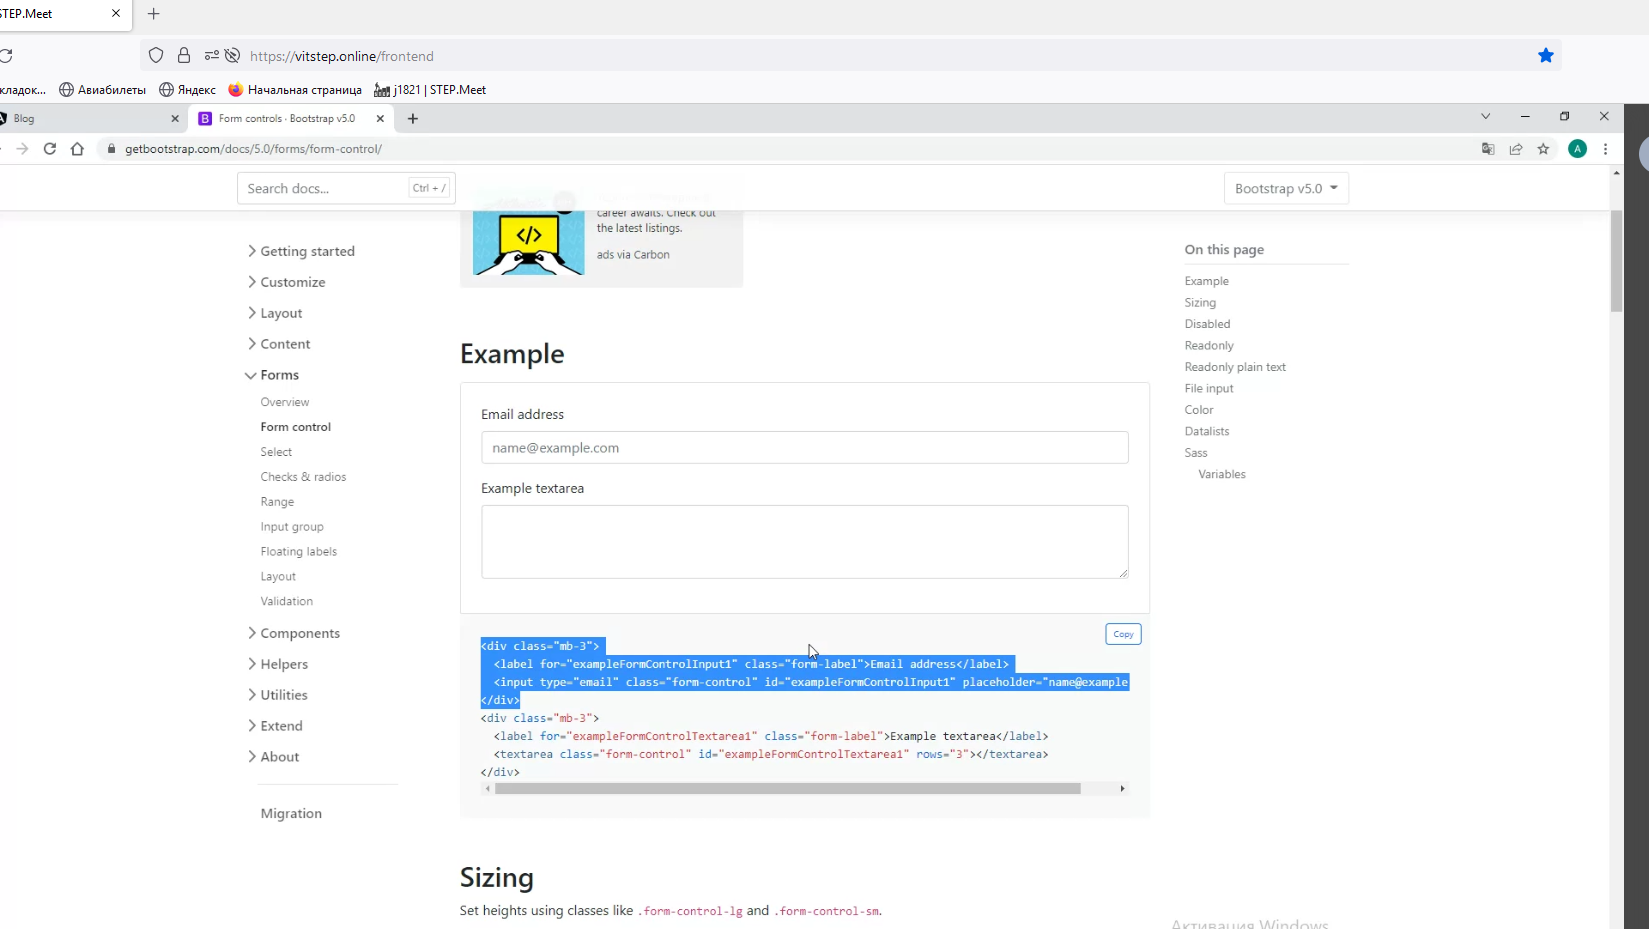 STEP.Meet
https://vitstep.online/frontend
кладок... Авиабилеты Яндекс Начальная страница j1821 | STEP.Meet
Blog Form controls · Bootstrap v5.0
getbootstrap.com/docs/5.0/forms/form-control/ A
Search docs... Ctrl + /
Bootstrap v5.0
career awaits. Check out
the latest listings.
ads via Carbon
Getting started
Customize
Layout
Content
Forms
Overview
Form control
Select
Checks & radios
Range
Input group
Floating labels
Layout
Validation
Components
Helpers
Utilities
Extend
About
Migration
Example
Email address
name@example.com
Example textarea
Copy
<div class="mb-3">
<label for="exampleFormControlInput1" class="form-label">Email address</label>
<input type="email" class="form-control" id="exampleFormControlInput1" placeholder="name@example
</div>
<div class="mb-3">
<label for="exampleFormControlTextarea1" class="form-label">Example textarea</label>
<textarea class="form-control" id="exampleFormControlTextarea1" rows="3"></textarea>
</div>
Sizing
Set heights using classes like .form-control-lg and .form-control-sm.
On this page
Example
Sizing
Disabled
Readonly
Readonly plain text
File input
Color
Datalists
Sass
Variables
Активация Windows